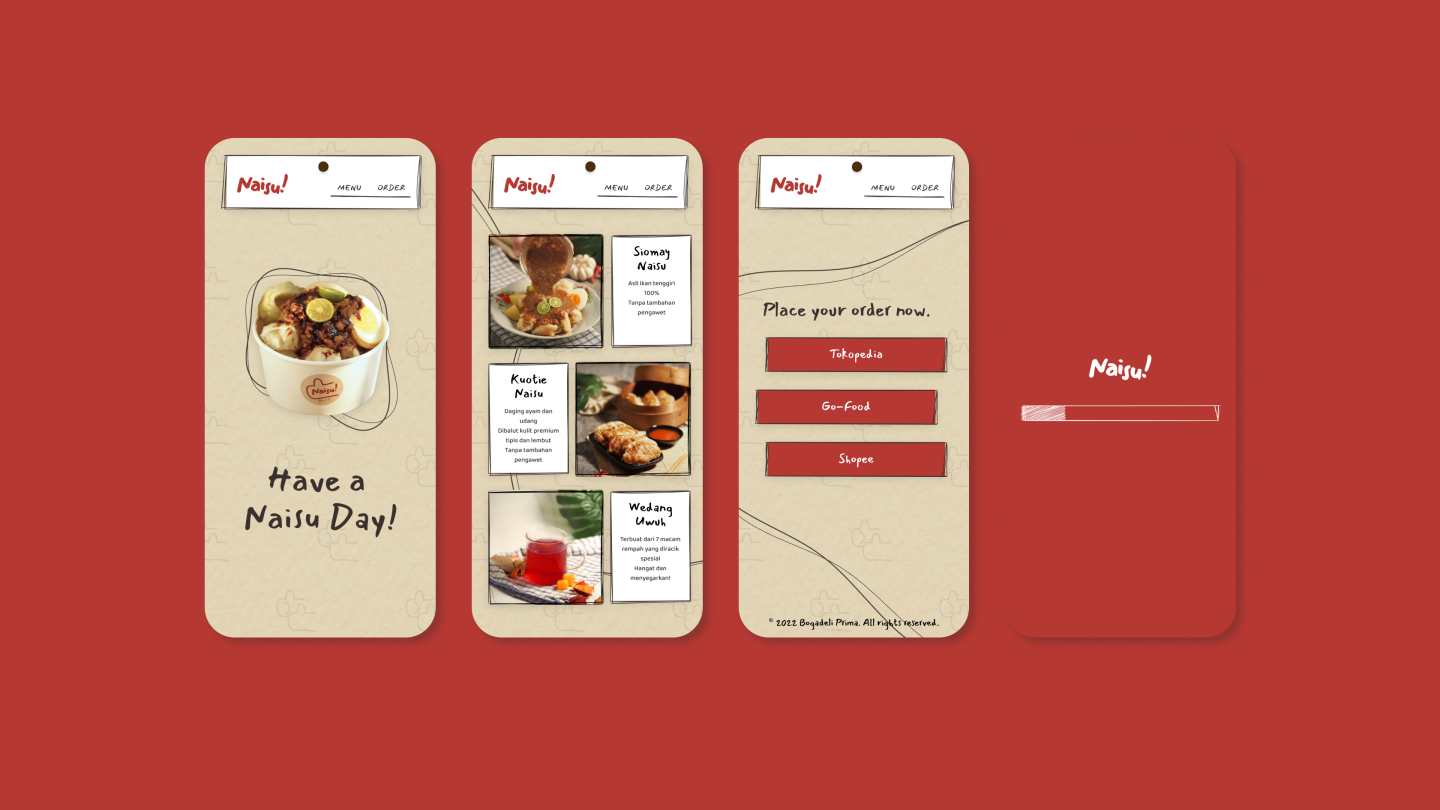 Naisu!
MENU ORDER
Naisu!
Have a
Naisu Day!
Naisu!
MENU ORDER
Siomay
Naisu
Asli ikan tenggiri
100%
Tanpa tambahan
pengawet
Kuotie
Naisu
Daging ayam dan
udang
Dibalut kulit premium
tipis dan lembut
Tanpa tambahan
pengawet
Wedang
Uwuh
Terbuat dari 7 macam
rempah yang diracik
spesial
Hangat dan
menyegarkan!
Naisu!
MENU ORDER
Place your order now.
Tokopedia
Go-Food
Shopee
© 2022 Bogadeli Prima. All rights reserved.
Naisu!